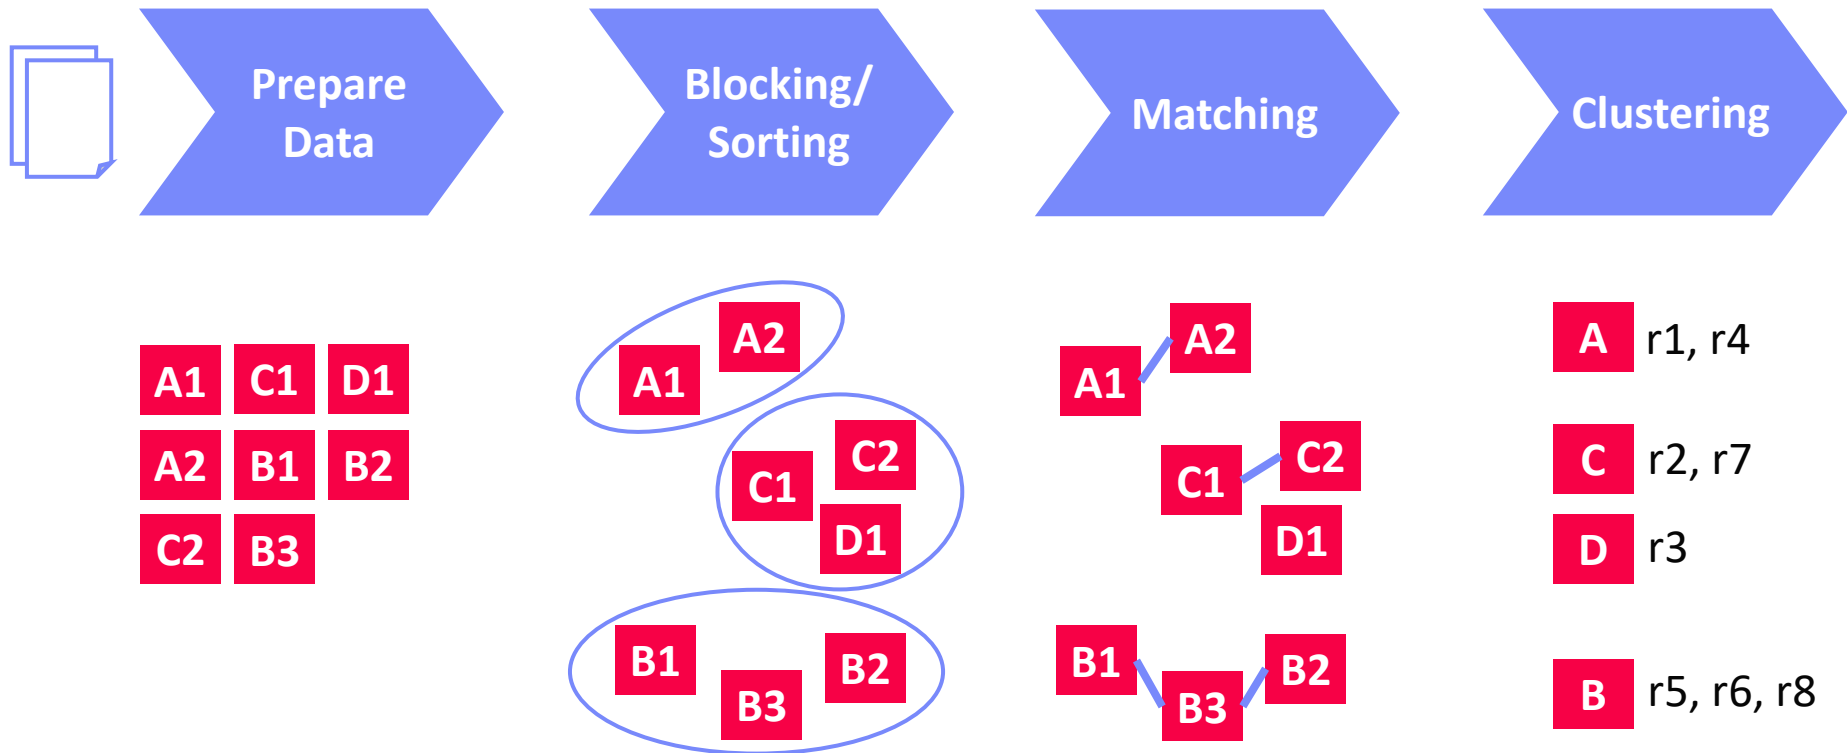 Prepare
Data
Blocking/
Sorting
Matching
Clustering
A1 C1 D1
A2 B1 B2
C2 B3
A2
A1
C2
C1
D1
B1
B2
B3
A2
A1
C2
C1
D1
B1
B2
B3
A r1, r4
C r2, r7
D r3
B r5, r6, r8